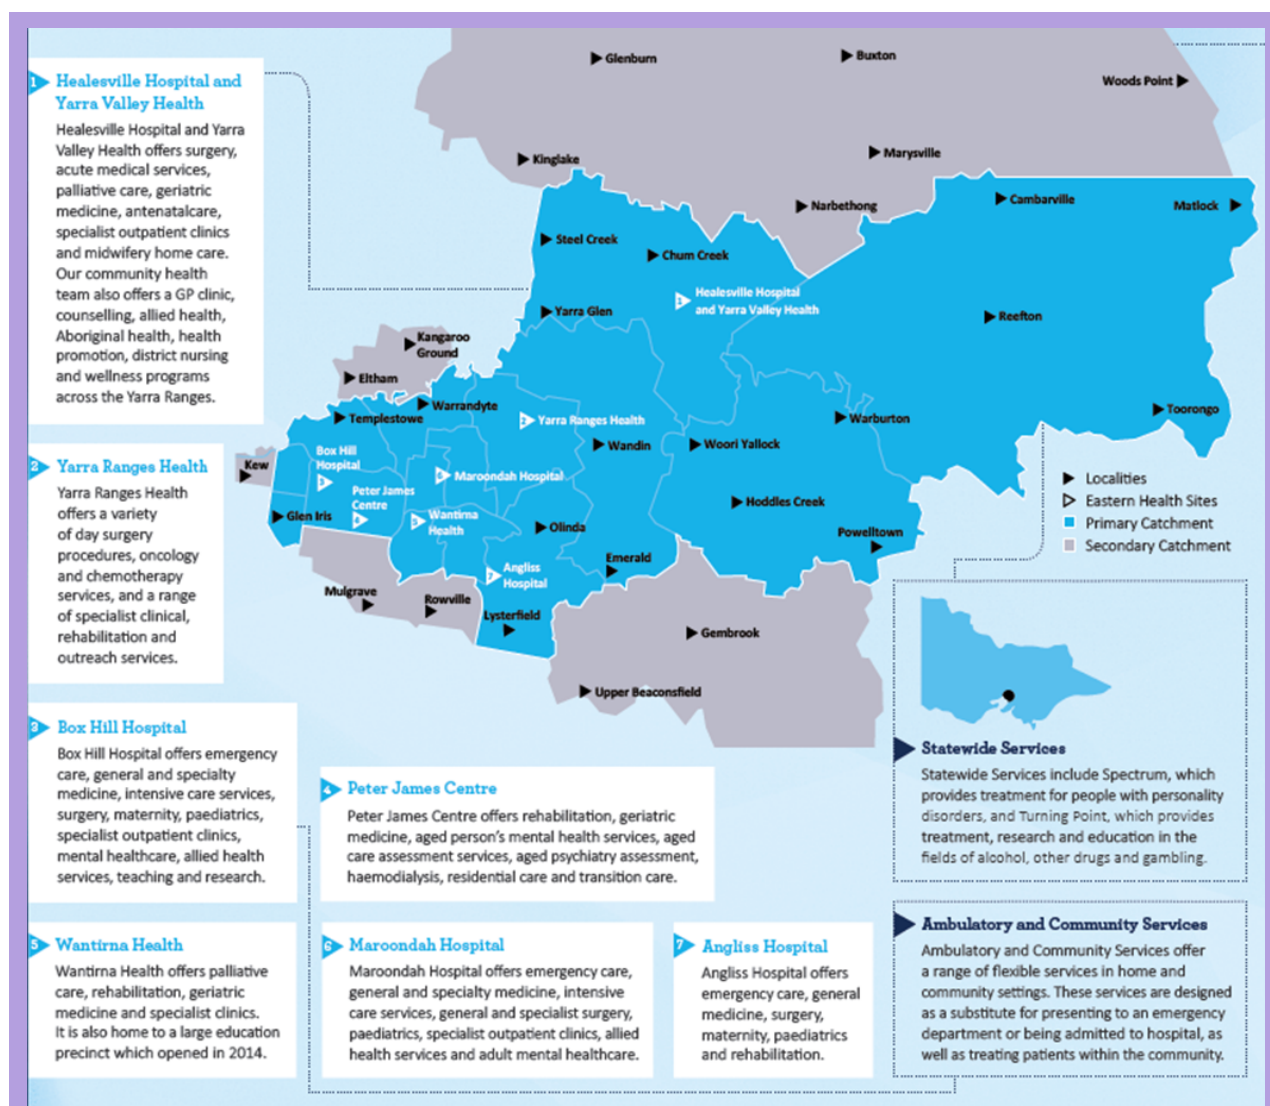 1
Healesville Hospital and
Yarra Valley Health
Healesville Hospital and Yarra
Valley Health offers surgery,
acute medical services,
palliative care, geriatric
medicine, antenatalcare,
specialist outpatient clinics
and midwifery home care.
Our community health
team also offers a GP clinic,
counselling, allied health,
Aboriginal health, health
promotion, district nursing
and wellness programs
across the Yarra Ranges.
2
Yarra Ranges Health
Yarra Ranges Health
offers a variety
of day surgery
procedures, oncology
and chemotherapy
services, and a range
of specialist clinical,
rehabilitation and
outreach services.
3
Box Hill Hospital
Box Hill Hospital offers emergency
care, general and specialty
medicine, intensive care services,
surgery, maternity, paediatrics,
specialist outpatient clinics,
mental healthcare, allied health
services, teaching and research.
4
Peter James Centre
Peter James Centre offers rehabilitation, geriatric
medicine, aged person's mental health services, aged
care assessment services, aged psychiatry assessment,
haemodialysis, residential care and transition care.
5
Wantirna Health
Wantirna Health offers palliative
care, rehabilitation, geriatric
medicine and specialist clinics.
It is also home to a large education
precinct which opened in 2014.
6
Maroondah Hospital
Maroondah Hospital offers emergency care,
general and specialty medicine, intensive
care services, general and specialist surgery,
paediatrics, specialist outpatient clinics, allied
health services and adult mental healthcare.
7
Angliss Hospital
Angliss Hospital offers
emergency care, general
medicine, surgery,
maternity, paediatrics
and rehabilitation.
Glenburn
Buxton
Woods Point
Kinglake
Marysville
Narbethong
Cambarville
Matlock
Steel Creek
Chum Creek
1
Healesville Hospital
and Yarra Valley Health
Yarra Glen
Reefton
Kangaroo
Ground
Eltham
Warrandyte
Templestowe
2
Yarra Ranges Health
Warburton
Toorongo
Wandin
Woori Yallock
Box Hill
Hospital
3
Kew
Maroondah Hospital
Peter James
Centre
Glen Iris
Wantirna
Health
5
Olinda
Hoddles Creek
Powelltown
Emerald
Angliss
Hospital
7
Mulgrave
Rowville
Lysterfield
Gembrook
Upper Beaconsfield
Localities
Eastern Health Sites
Primary Catchment
Secondary Catchment
Statewide Services
Statewide Services include Spectrum, which
provides treatment for people with personality
disorders, and Turning Point, which provides
treatment, research and education in the
fields of alcohol, other drugs and gambling.
Ambulatory and Community Services
Ambulatory and Community Services offer
a range of flexible services in home and
community settings. These services are designed
as a substitute for presenting to an emergency
department or being admitted to hospital, as
well as treating patients within the community.